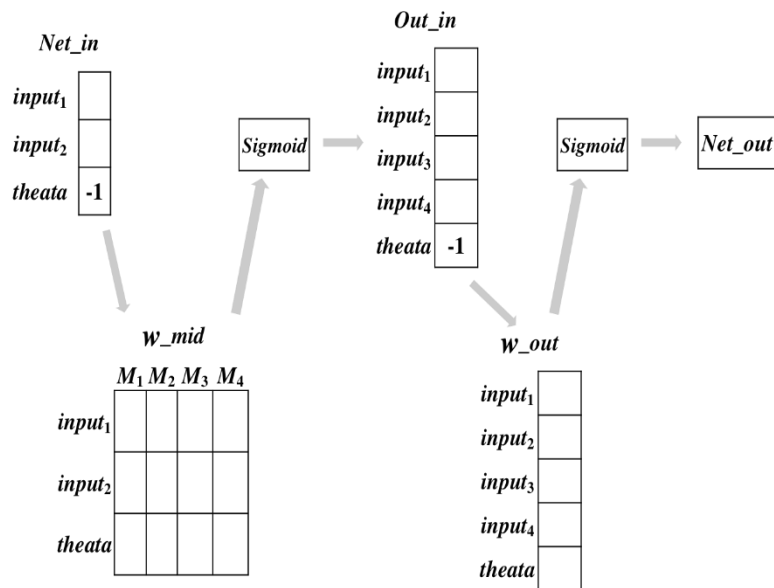 Net_in
input₁
input₂
theata -1
Sigmoid
Out_in
input₁
input₂
input₃
input₄
theata -1
Sigmoid
Net_out
w_mid
M₁ M₂ M₃ M₄
input₁
input₂
theata
w_out
input₁
input₂
input₃
input₄
theata